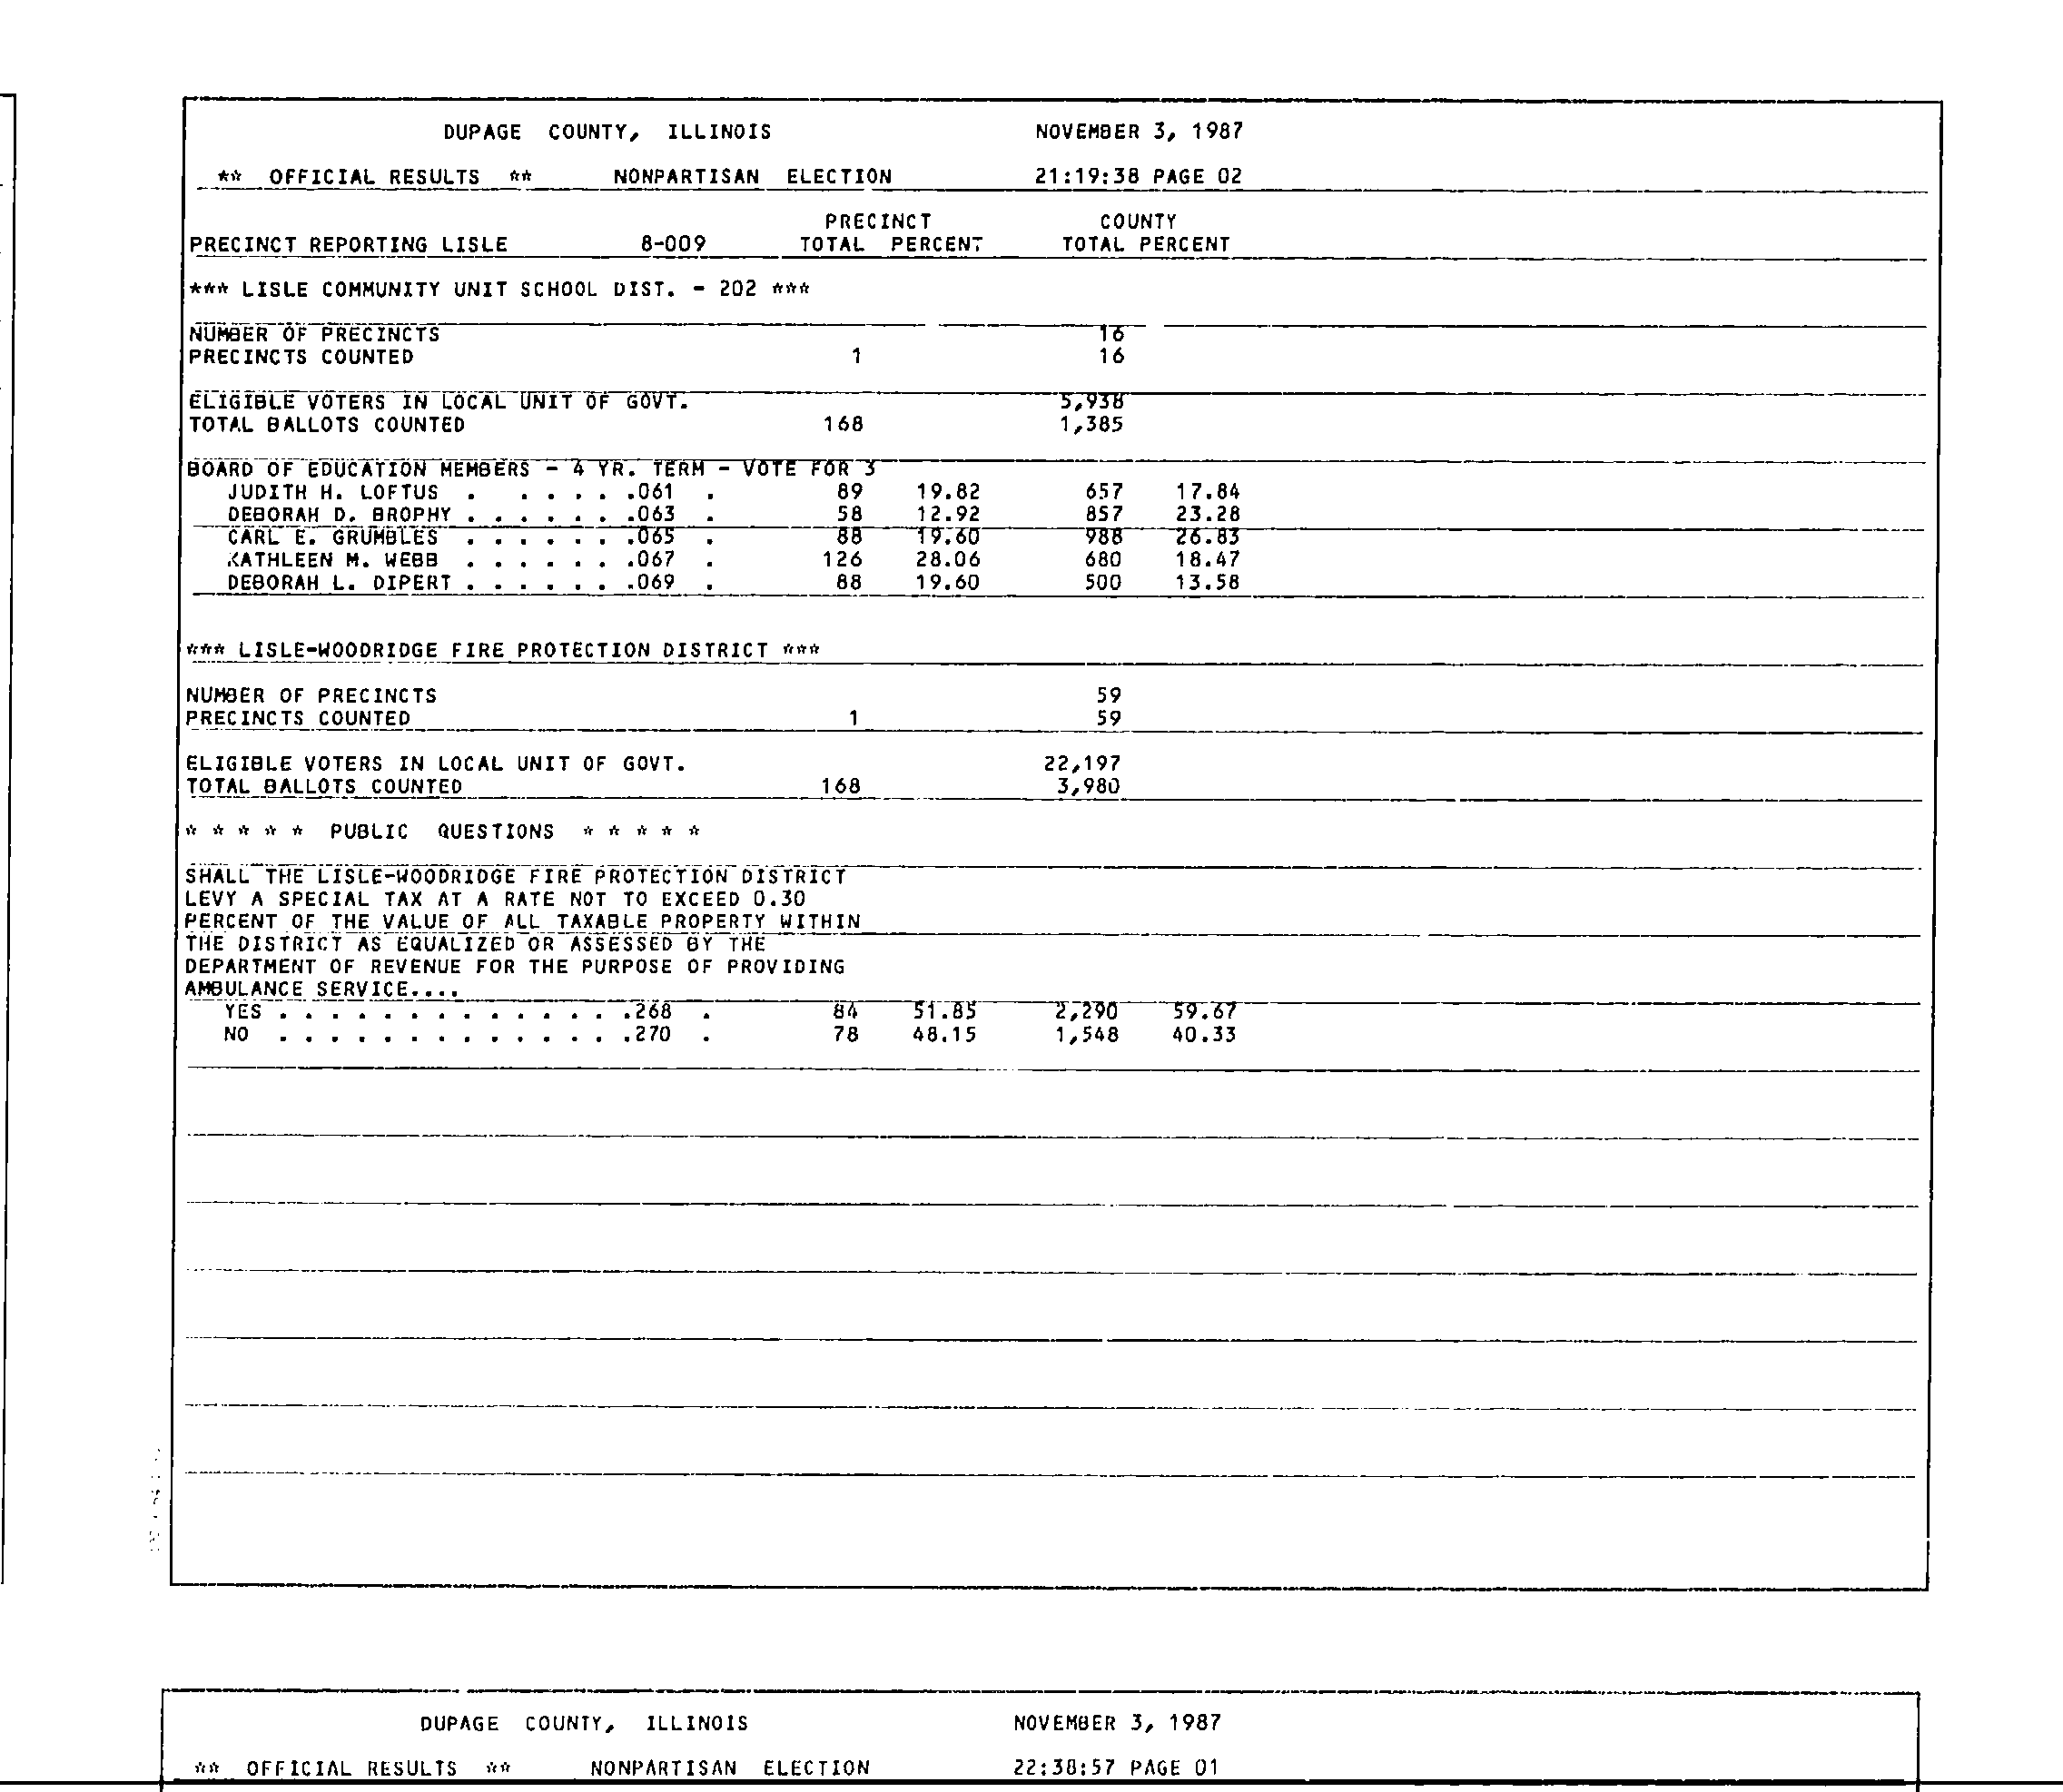 DUPAGE COUNTY, ILLINOIS NOVEMBER 3, 1987
** OFFICIAL RESULTS ** NONPARTISAN ELECTION 21:19:38 PAGE 02
PRECINCT COUNTY
PRECINCT REPORTING LISLE 8-009 TOTAL PERCENT TOTAL PERCENT
*** LISLE COMMUNITY UNIT SCHOOL DIST. - 202 ***
NUMBER OF PRECINCTS 16
PRECINCTS COUNTED 1 16
ELIGIBLE VOTERS IN LOCAL UNIT OF GOVT. 5,938
TOTAL BALLOTS COUNTED 168 1,385
BOARD OF EDUCATION MEMBERS - 4 YR. TERM - VOTE FOR 3
JUDITH H. LOFTUS . . . . . .061 . 89 19.82 657 17.84
DEBORAH D. BROPHY . . . . . . .063 . 58 12.92 857 23.28
CARL E. GRUMBLES . . . . . . .065 . 88 19.60 988 26.83
KATHLEEN M. WEBB . . . . . . .067 . 126 28.06 680 18.47
DEBORAH L. DIPERT . . . . . . .069 . 88 19.60 500 13.58
*** LISLE-WOODRIDGE FIRE PROTECTION DISTRICT ***
NUMBER OF PRECINCTS 59
PRECINCTS COUNTED 1 59
ELIGIBLE VOTERS IN LOCAL UNIT OF GOVT. 22,197
TOTAL BALLOTS COUNTED 168 3,980
* * * * * PUBLIC QUESTIONS * * * * *
SHALL THE LISLE-WOODRIDGE FIRE PROTECTION DISTRICT
LEVY A SPECIAL TAX AT A RATE NOT TO EXCEED 0.30
PERCENT OF THE VALUE OF ALL TAXABLE PROPERTY WITHIN
THE DISTRICT AS EQUALIZED OR ASSESSED BY THE
DEPARTMENT OF REVENUE FOR THE PURPOSE OF PROVIDING
AMBULANCE SERVICE....
YES . . . . . . . . . . . . . .268 . 84 51.85 2,290 59.67
NO . . . . . . . . . . . . . .270 . 78 48.15 1,548 40.33
DUPAGE COUNTY, ILLINOIS NOVEMBER 3, 1987
** OFFICIAL RESULTS ** NONPARTISAN ELECTION 22:38:57 PAGE 01